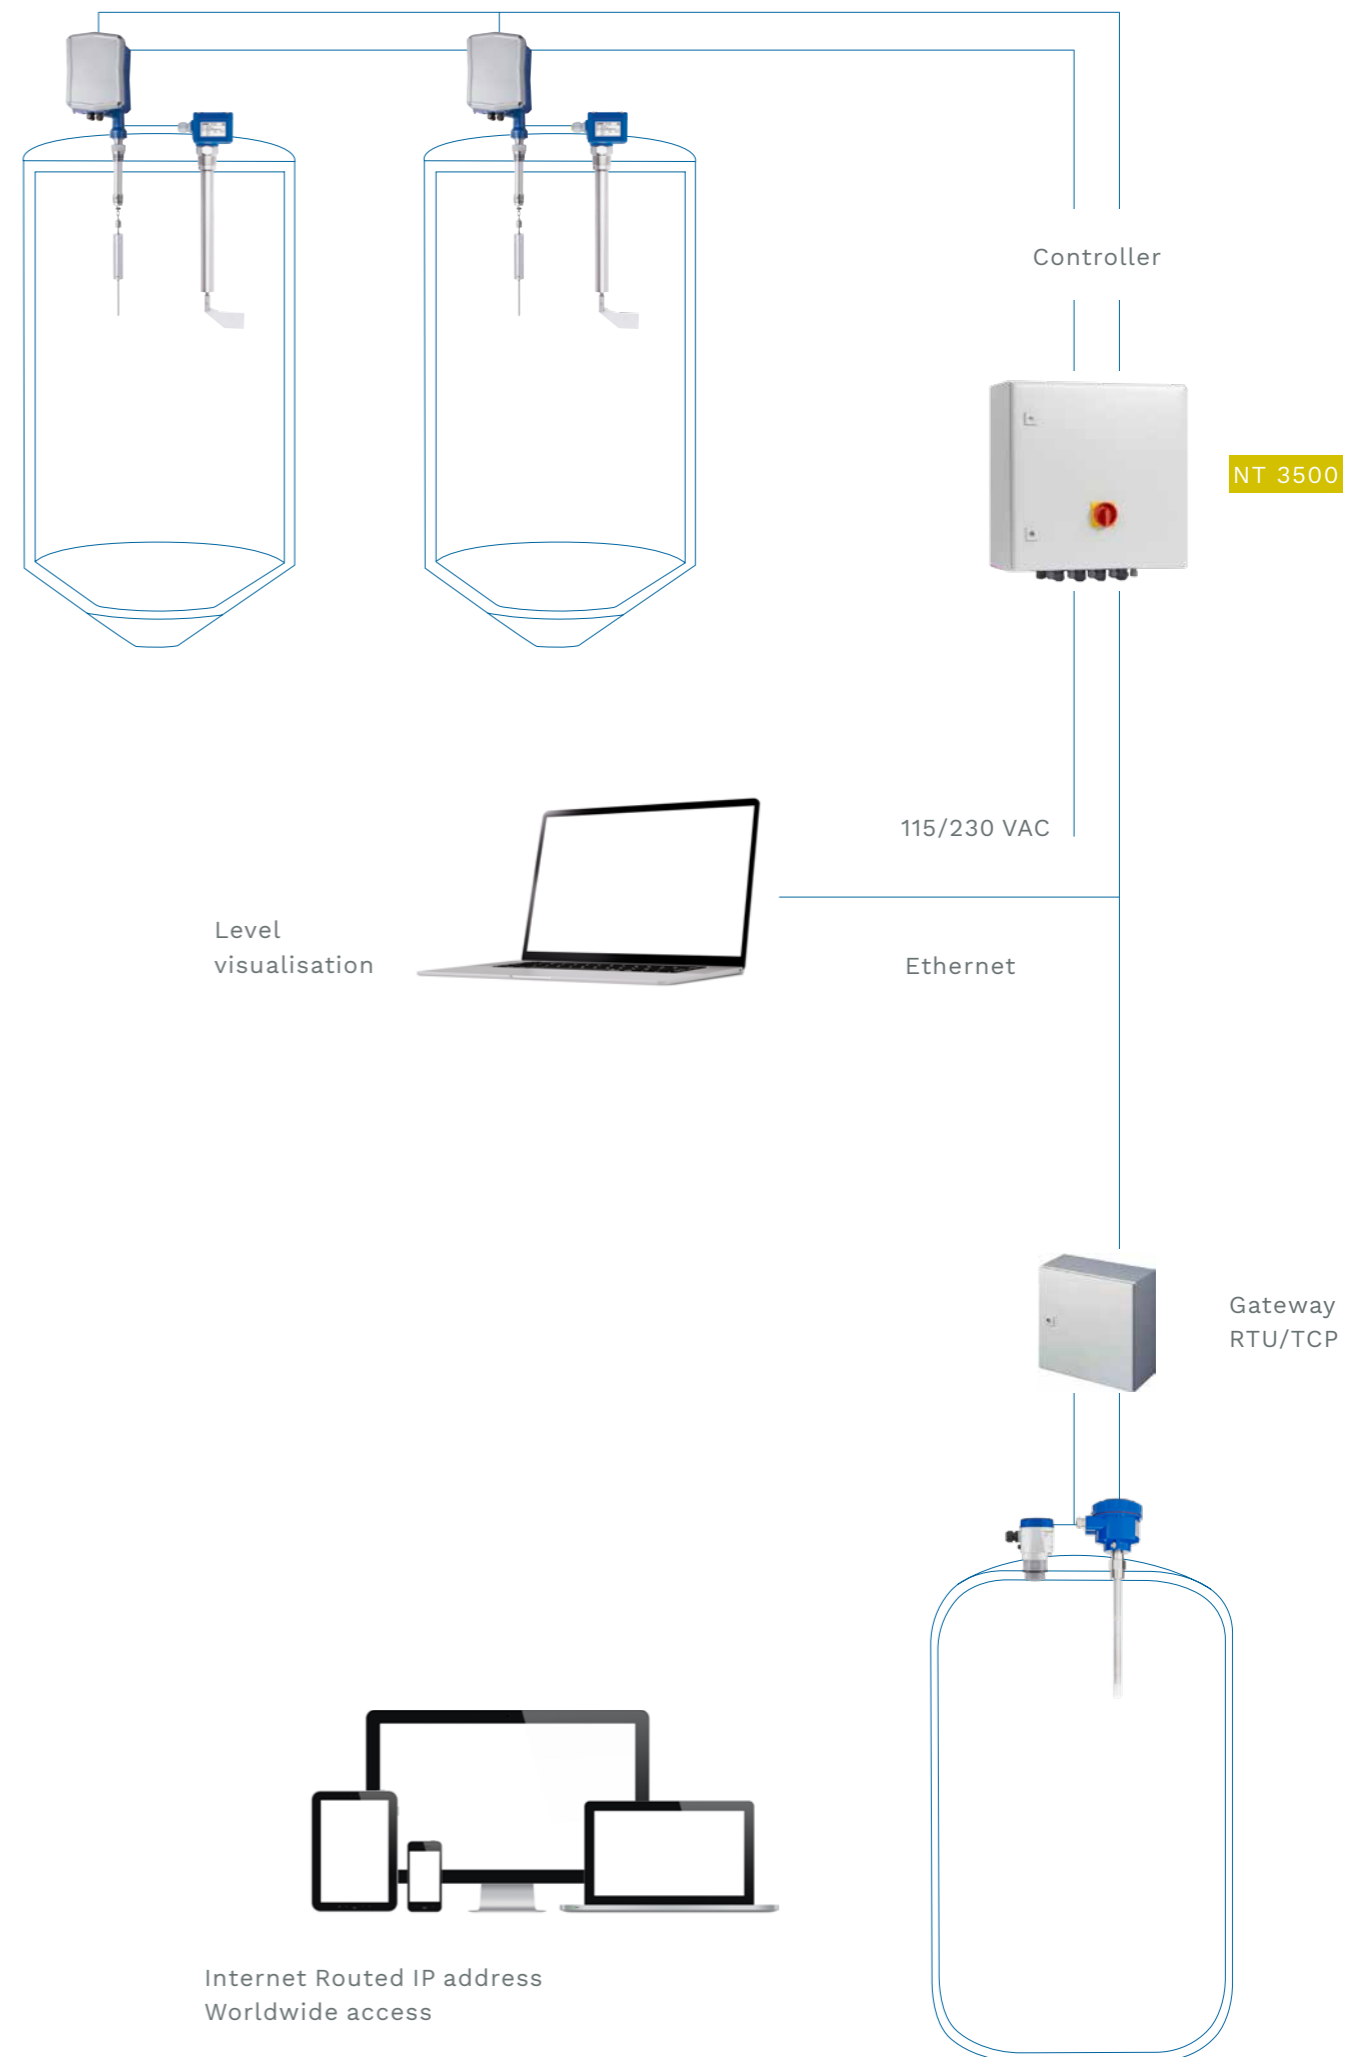 Controller
NT 3500
115/230 VAC
Level
visualisation
Ethernet
Gateway
RTU/TCP
Internet Routed IP address
Worldwide access